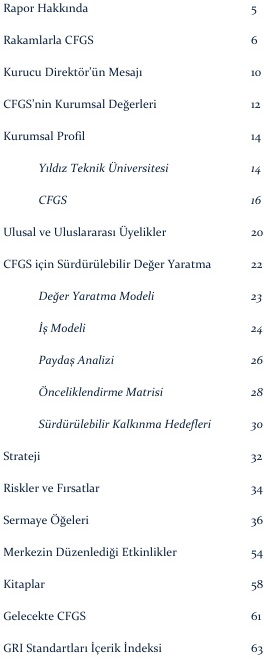 Rapor Hakkında 5
Rakamlarla CFGS 6
Kurucu Direktör'ün Mesajı 10
CFGS'nin Kurumsal Değerleri 12
Kurumsal Profil 14
Yıldız Teknik Üniversitesi 14
CFGS 16
Ulusal ve Uluslararası Üyelikler 20
CFGS için Sürdürülebilir Değer Yaratma 22
Değer Yaratma Modeli 23
İş Modeli 24
Paydaş Analizi 26
Önceliklendirme Matrisi 28
Sürdürülebilir Kalkınma Hedefleri 30
Strateji 32
Riskler ve Fırsatlar 34
Sermaye Öğeleri 36
Merkezin Düzenlediği Etkinlikler 54
Kitaplar 58
Gelecekte CFGS 61
GRI Standartları İçerik İndeksi 63